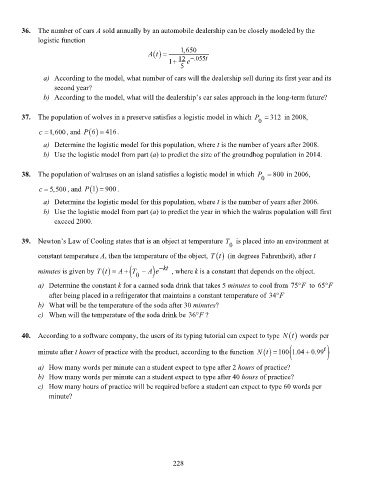 36. The number of cars A sold annually by an automobile dealership can be closely modeled by the
logistic function
A(t) = 1,650 / (1 + 12/5 e^-.055t)
a) According to the model, what number of cars will the dealership sell during its first year and its
second year?
b) According to the model, what will the dealership's car sales approach in the long-term future?
37. The population of wolves in a preserve satisfies a logistic model in which P₀ = 312 in 2008,
c = 1,600, and P(6) = 416.
a) Determine the logistic model for this population, where t is the number of years after 2008.
b) Use the logistic model from part (a) to predict the size of the groundhog population in 2014.
38. The population of walruses on an island satisfies a logistic model in which P₀ = 800 in 2006,
c = 5,500, and P(1) = 900.
a) Determine the logistic model for this population, where t is the number of years after 2006.
b) Use the logistic model from part (a) to predict the year in which the walrus population will first
exceed 2000.
39. Newton's Law of Cooling states that is an object at temperature T₀ is placed into an environment at
constant temperature A, then the temperature of the object, T(t) (in degrees Fahrenheit), after t
minutes is given by T(t) = A + (T₀ − A)e^-kt, where k is a constant that depends on the object.
a) Determine the constant k for a canned soda drink that takes 5 minutes to cool from 75°F to 65°F
after being placed in a refrigerator that maintains a constant temperature of 34°F
b) What will be the temperature of the soda after 30 minutes?
c) When will the temperature of the soda drink be 36°F ?
40. According to a software company, the users of its typing tutorial can expect to type N(t) words per
minute after t hours of practice with the product, according to the function N(t) = 100(1.04 + 0.99^t)
a) How many words per minute can a student expect to type after 2 hours of practice?
b) How many words per minute can a student expect to type after 40 hours of practice?
c) How many hours of practice will be required before a student can expect to type 60 words per
minute?
228